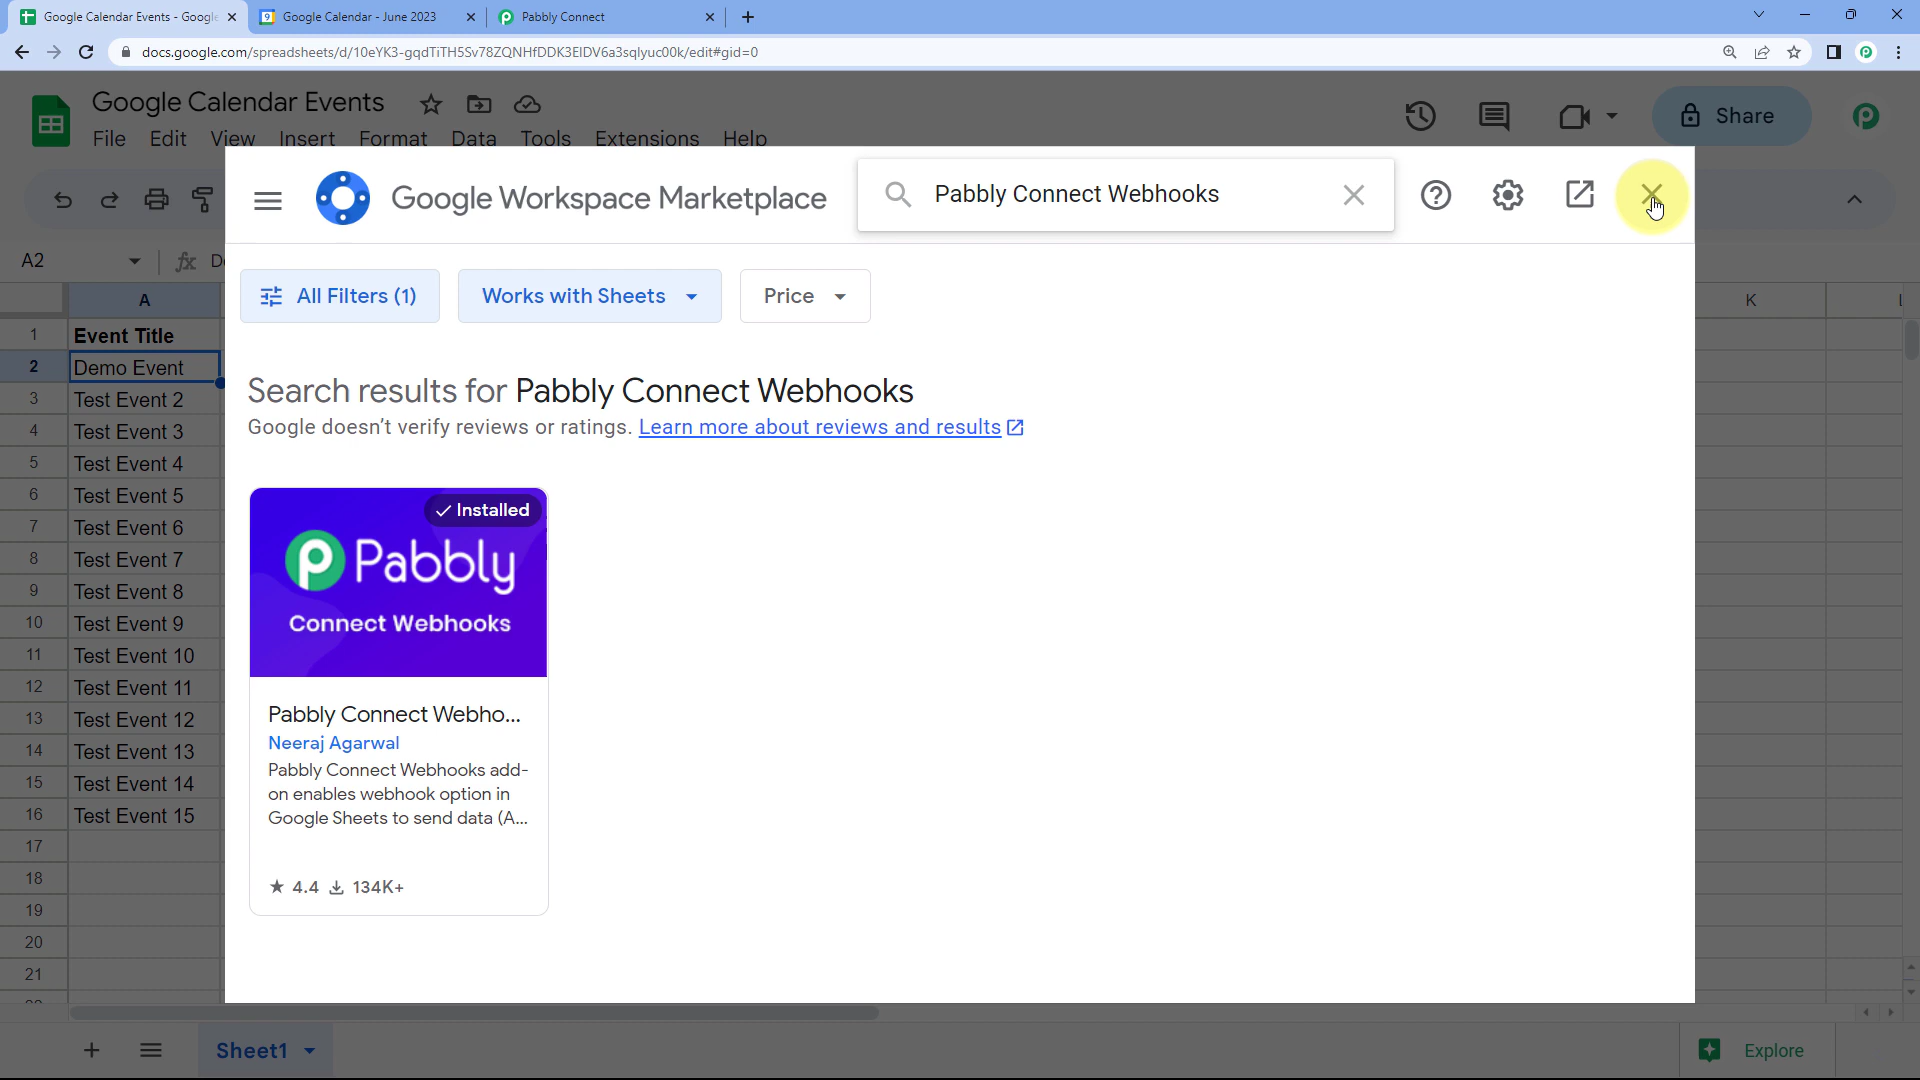 Google Calendar Events - Google
Google Calendar - June 2023
Pabbly Connect
docs.google.com/spreadsheets/d/10eYK3-gqdTiTH5Sv78ZQNHfDDK3EIDV6a3sqlyuc00k/edit#gid=0
Google Calendar Events
File Edit View Insert Format Data Tools Extensions Help
Share
Google Workspace Marketplace
Pabbly Connect Webhooks
A2
fx
All Filters (1)
Works with Sheets
Price
A
K
1 Event Title
2 Demo Event
3 Test Event 2
4 Test Event 3
5 Test Event 4
6 Test Event 5
7 Test Event 6
8 Test Event 7
9 Test Event 8
10 Test Event 9
11 Test Event 10
12 Test Event 11
13 Test Event 12
14 Test Event 13
15 Test Event 14
16 Test Event 15
17
18
19
20
21
Search results for Pabbly Connect Webhooks
Google doesn't verify reviews or ratings. Learn more about reviews and results
Installed
Pabbly
Connect Webhooks
Pabbly Connect Webho...
Neeraj Agarwal
Pabbly Connect Webhooks add-
on enables webhook option in
Google Sheets to send data (A...
4.4 134K+
Sheet1
Explore